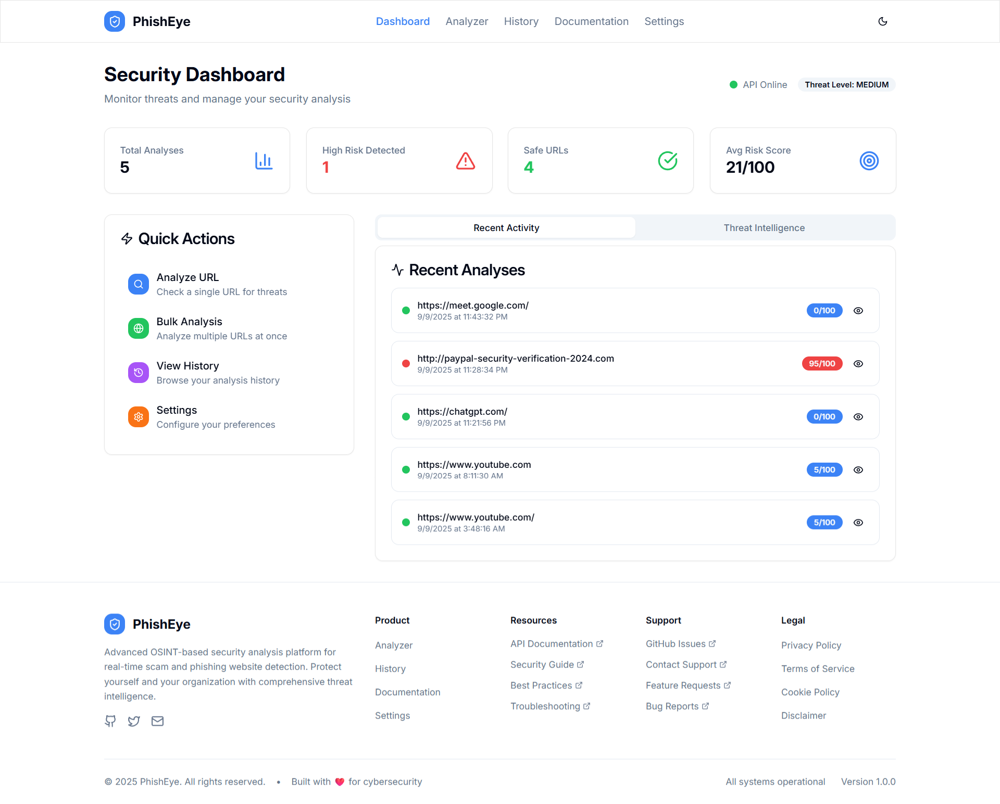 PhishEye
Dashboard
Analyzer
History
Documentation
Settings
Security Dashboard
Monitor threats and manage your security analysis
API Online
Threat Level: MEDIUM
Total Analyses
5
High Risk Detected
1
Safe URLs
4
Avg Risk Score
21/100
Quick Actions
Analyze URL
Check a single URL for threats
Bulk Analysis
Analyze multiple URLs at once
View History
Browse your analysis history
Settings
Configure your preferences
Recent Activity
Threat Intelligence
Recent Analyses
https://meet.google.com/
9/9/2025 at 11:43:32 PM
0/100
http://paypal-security-verification-2024.com
9/9/2025 at 11:28:34 PM
95/100
https://chatgpt.com/
9/9/2025 at 11:21:56 PM
0/100
https://www.youtube.com
9/9/2025 at 8:11:30 AM
5/100
https://www.youtube.com/
9/9/2025 at 3:48:16 AM
5/100
PhishEye
Advanced OSINT-based security analysis platform for
real-time scam and phishing website detection. Protect
yourself and your organization with comprehensive threat
intelligence.
Product
Analyzer
History
Documentation
Settings
Resources
API Documentation
Security Guide
Best Practices
Troubleshooting
Support
GitHub Issues
Contact Support
Feature Requests
Bug Reports
Legal
Privacy Policy
Terms of Service
Cookie Policy
Disclaimer
© 2025 PhishEye. All rights reserved. • Built with ❤️ for cybersecurity
All systems operational
Version 1.0.0